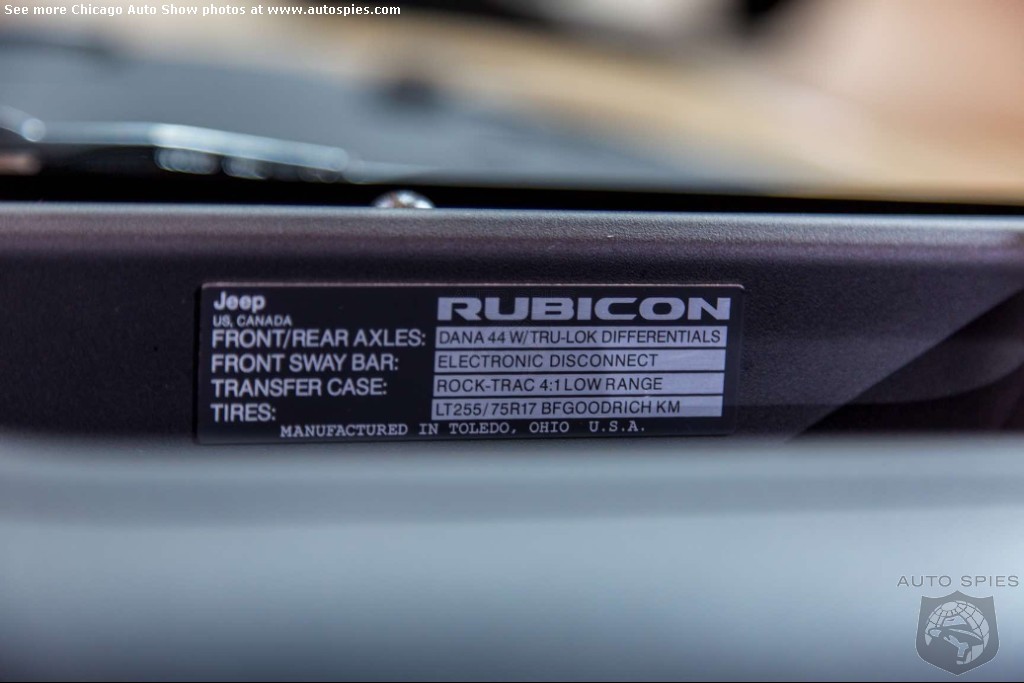 See more Chicago Auto Show photos at www.autospies.com
Jeep
US, CANADA
RUBICON
FRONT/REAR AXLES: DANA 44 W/TRU-LOK DIFFERENTIALS
FRONT SWAY BAR: ELECTRONIC DISCONNECT
TRANSFER CASE: ROCK-TRAC 4:1 LOW RANGE
TIRES: LT255/75R17 BFGOODRICH KM
MANUFACTURED IN TOLEDO, OHIO U.S.A.
AUTO SPIES